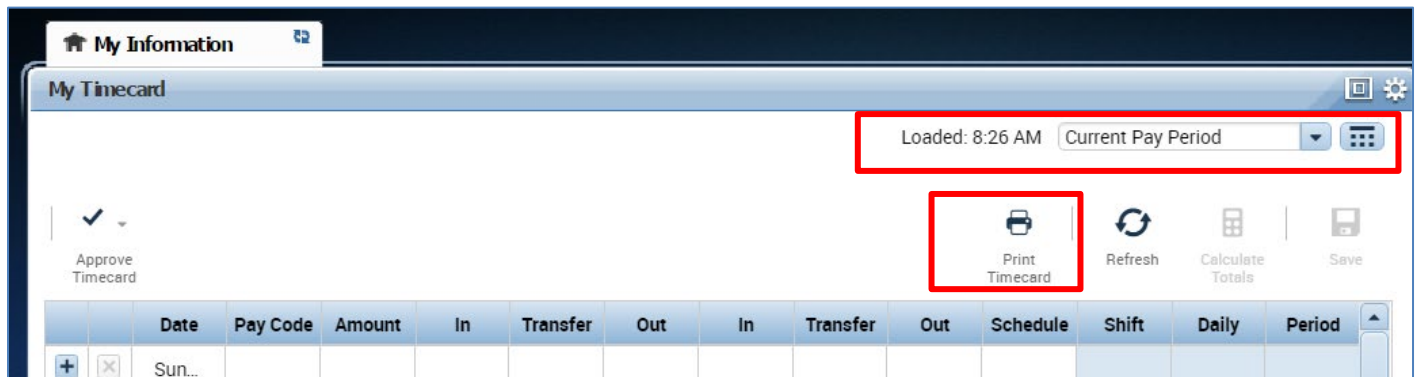 My Information
My Timecard
Loaded: 8:26 AM Current Pay Period
Approve
Timecard
Print
Timecard
Refresh
Calculate
Totals
Save
Date Pay Code Amount In Transfer Out In Transfer Out Schedule Shift Daily Period
Sun...